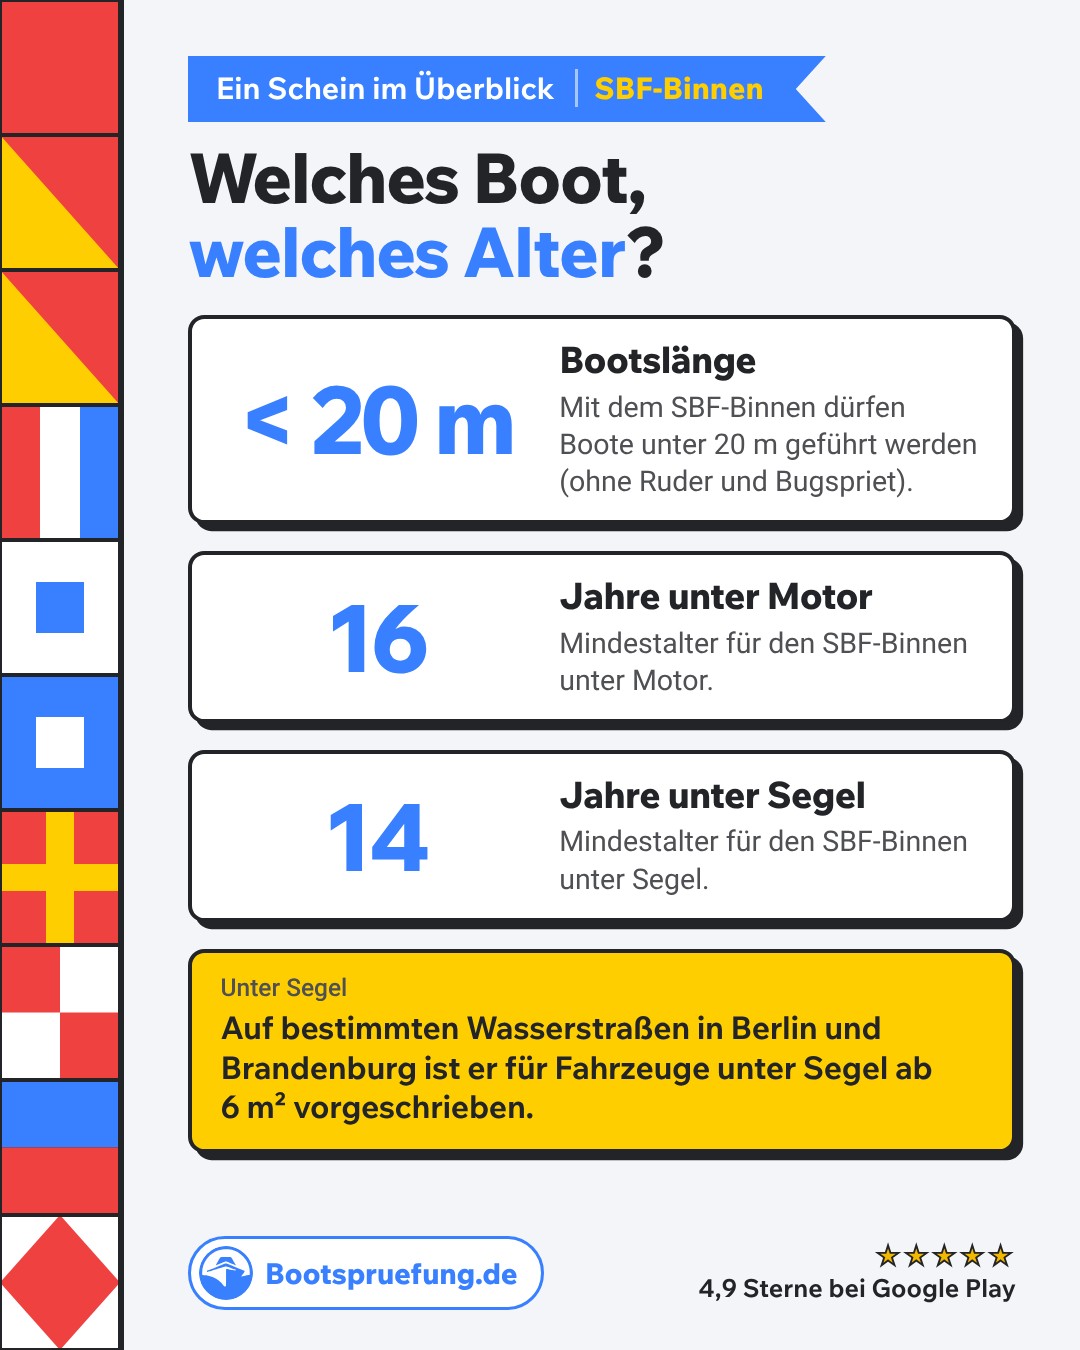 Ein Schein im Überblick | SBF-Binnen
Welches Boot,
welches Alter?
< 20 m
Bootslänge
Mit dem SBF-Binnen dürfen
Boote unter 20 m geführt werden
(ohne Ruder und Bugspriet).
16
Jahre unter Motor
Mindestalter für den SBF-Binnen
unter Motor.
14
Jahre unter Segel
Mindestalter für den SBF-Binnen
unter Segel.
Unter Segel
Auf bestimmten Wasserstraßen in Berlin und
Brandenburg ist er für Fahrzeuge unter Segel ab
6 m² vorgeschrieben.
Bootspruefung.de
★★★★★
4,9 Sterne bei Google Play